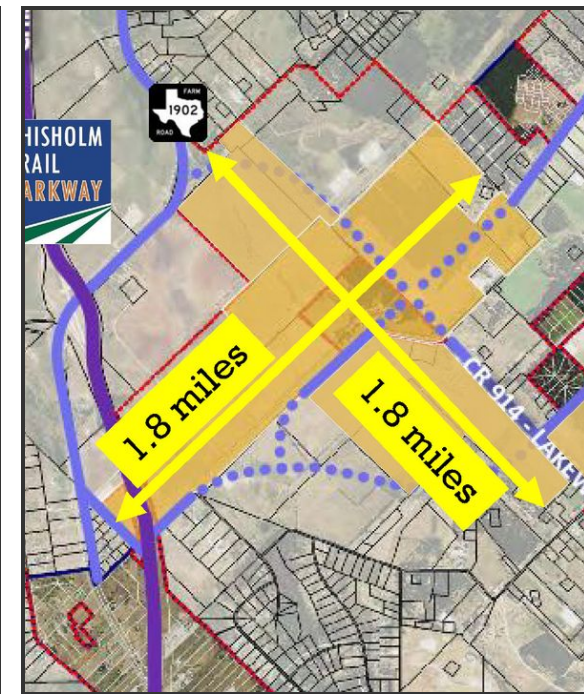 FARM
1902
ROAD
HISHOLM
RAIL
ARKWAY
1.8 miles
1.8 miles
CR 914 - LAKEV